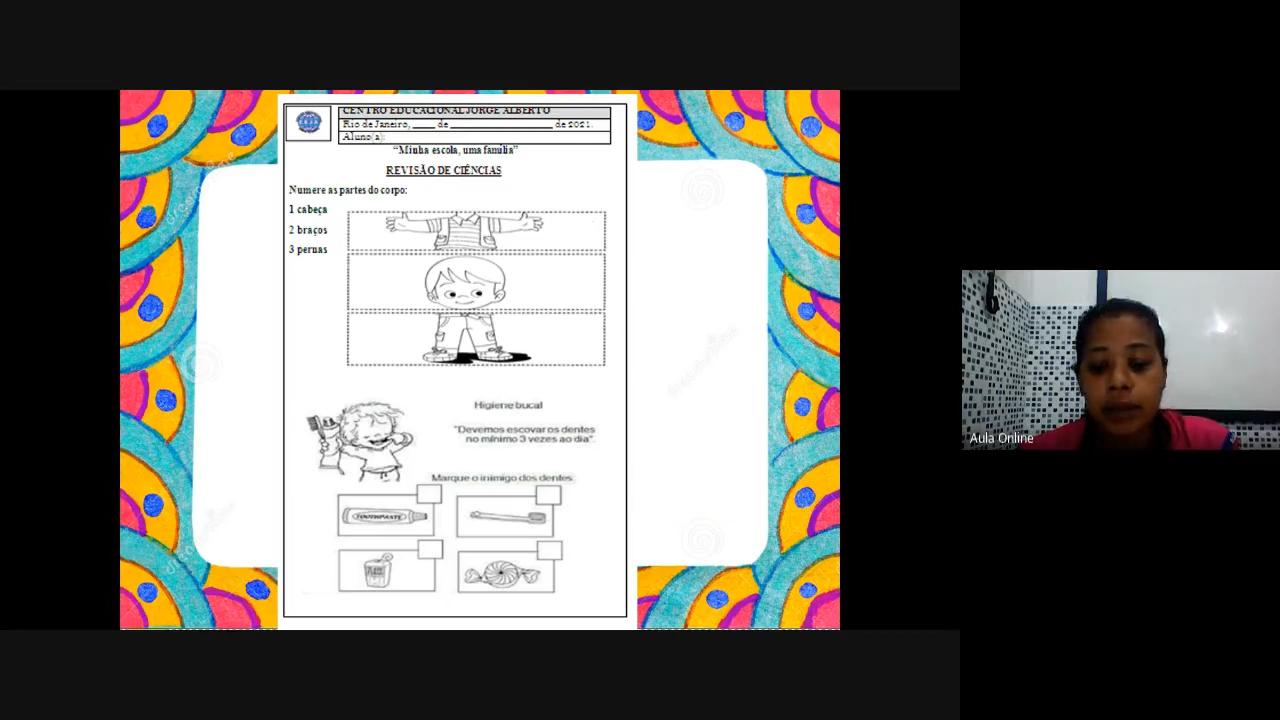 CENTRO EDUCACIONAL JORGE ALBERTO
Rio de Janeiro, ____ de ____________________ de 2021.
Aluno(a):
“Minha escola, uma família”
REVISÃO DE CIÊNCIAS
Numere as partes do corpo:
1 cabeça
2 braços
3 pernas
Higiene bucal
"Devemos escovar os dentes
no mínimo 3 vezes ao dia".
Marque o inimigo dos dentes:
TOOTHPASTE
Aula Online